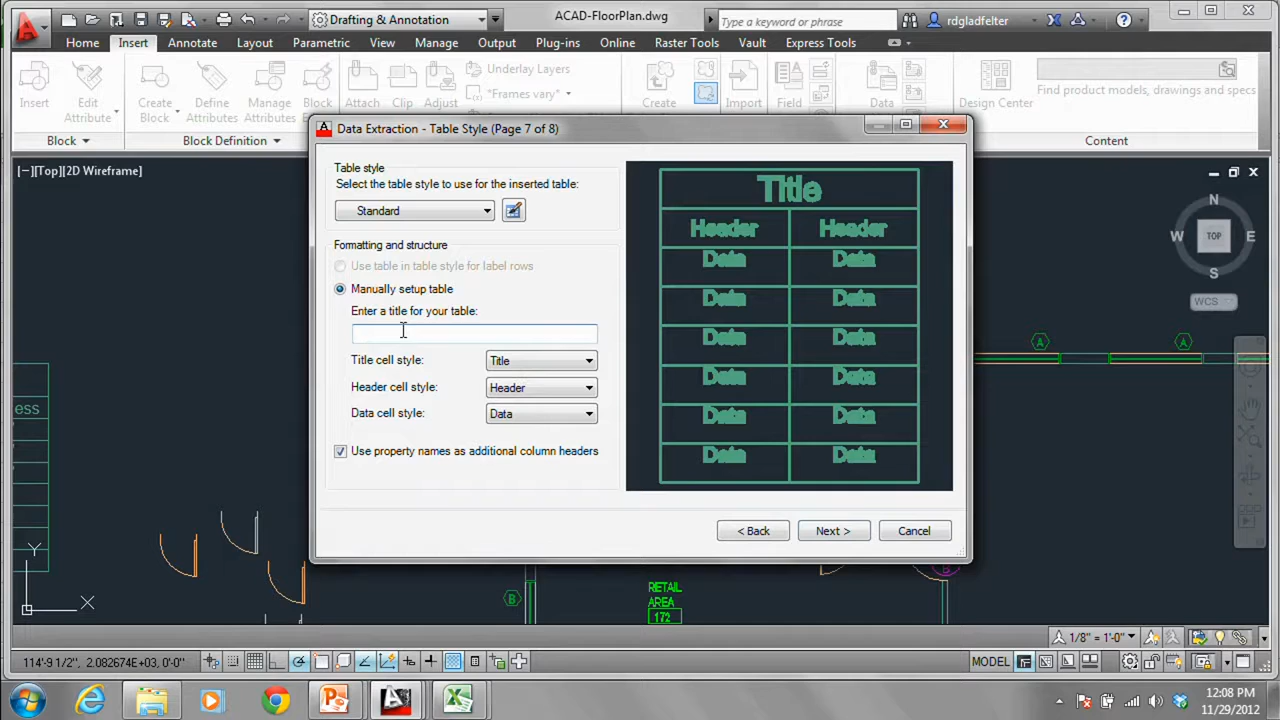 Drafting & Annotation
ACAD-FloorPlan.dwg
Type a keyword or phrase
rdgladfelter
Home Insert Annotate Layout Parametric View Manage Output Plug-ins Online Raster Tools Vault Express Tools
Insert
Edit Attributes
Create Block
Define Attributes
Manage Attributes
Block
Attach
Clip
Adjust
Underlay Layers
*Frames vary*
Create
Import
Field
Data
Design Center
Find product models, drawings and specifications
Block
Block Definition
Content
[−][Top][2D Wireframe]
Data Extraction - Table Style (Page 7 of 8)
Table style
Select the table style to use for the inserted table:
Standard
Formatting and structure
Use table in table style for label rows
Manually setup table
Enter a title for your table:
Title cell style: Title
Header cell style: Header
Data cell style: Data
Use property names as additional column headers
Title
Header Header
Data Data
Data Data
Data Data
Data Data
Data Data
Data Data
< Back Next > Cancel
N
W TOP E
S
WCS
A A
ess
Y
X
B
RETAIL
AREA
172
B
114'-9 1/2", 2.082674E+03, 0'-0"
MODEL
1/8" = 1'-0"
12:08 PM
11/29/2012